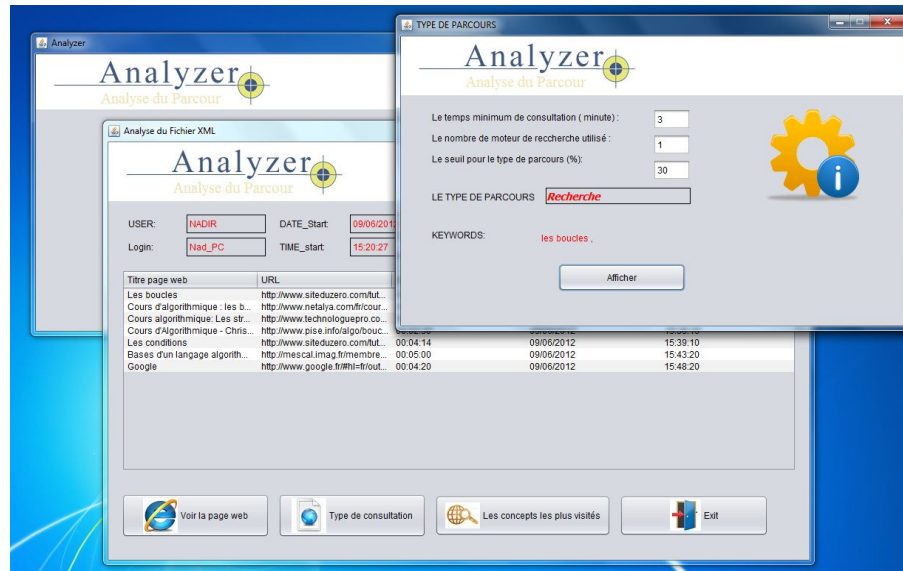 TYPE DE PARCOURS
Analyzer
Analyse du Parcour
Le temps minimum de consultation ( minute) : 3
Le nombre de moteur de reccherche utilisé : 1
Le seuil pour le type de parcours (%): 30
LE TYPE DE PARCOURS Recherche
KEYWORDS: les boucles ,
Afficher
Analyzer
Analyzer
Analyse du Parcour
Analyse du Fichier XML
Analyzer
Analyse du Parcour
USER: NADIR DATE_Start: 09/06/201
Login: Nad_PC TIME_start: 15:20:27
Titre page web URL
Les boucles http://www.siteduzero.com/tut...
Cours d'algorithmique : les b... http://www.netalya.com/fr/cour...
Cours algorithmique: Les str... http://www.technologuepro.co...
Cours d'Algorithmique - Chris... http://www.pise.info/algo/bouc...
Les conditions http://www.siteduzero.com/tut... 00:04:14 09/06/2012 15:39:10
Bases d'un langage algorith... http://mescal.imag.fr/membre... 00:05:00 09/06/2012 15:43:20
Google http://www.google.fr/#hl=fr/out... 00:04:20 09/06/2012 15:48:20
Voir la page web
Type de consultation
Les concepts les plus visités
Exit